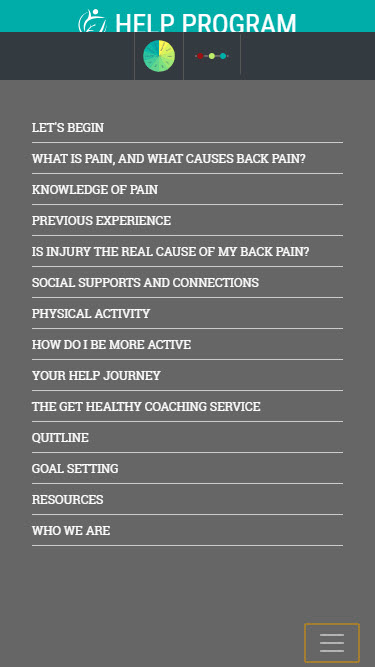 HELP PROGRAM
LET'S BEGIN
WHAT IS PAIN, AND WHAT CAUSES BACK PAIN?
KNOWLEDGE OF PAIN
PREVIOUS EXPERIENCE
IS INJURY THE REAL CAUSE OF MY BACK PAIN?
SOCIAL SUPPORTS AND CONNECTIONS
PHYSICAL ACTIVITY
HOW DO I BE MORE ACTIVE
YOUR HELP JOURNEY
THE GET HEALTHY COACHING SERVICE
QUITLINE
GOAL SETTING
RESOURCES
WHO WE ARE